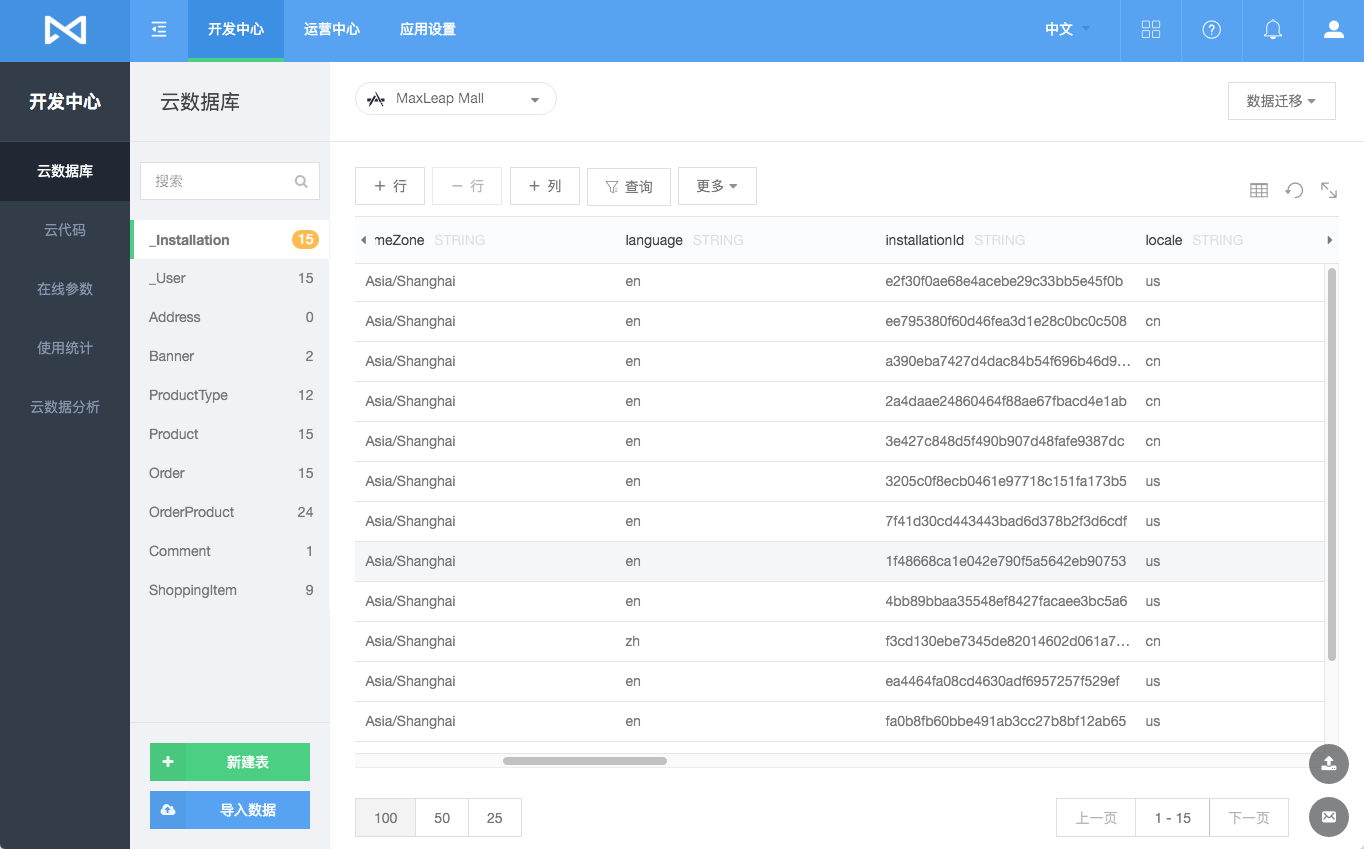 开发中心 运营中心 应用设置 中文
开发中心
云数据库
云代码
在线参数
使用统计
云数据分析
云数据库
搜索
_Installation 15
_User 15
Address 0
Banner 2
ProductType 12
Product 15
Order 15
OrderProduct 24
Comment 1
ShoppingItem 9
新建表
导入数据
MaxLeap Mall
数据迁移
+ 行 − 行 + 列 查询 更多
meZone STRING language STRING installationId STRING locale STRING
Asia/Shanghai en e2f30f0ae68e4acebe29c33bb5e45f0b us
Asia/Shanghai en ee795380f60d46fea3d1e28c0bc0c508 cn
Asia/Shanghai en a390eba7427d4dac84b54f696b46d9… cn
Asia/Shanghai en 2a4daae24860464f88ae67fbacd4e1ab cn
Asia/Shanghai en 3e427c848d5f490b907d48fafe9387dc cn
Asia/Shanghai en 3205c0f8ecb0461e97718c151fa173b5 us
Asia/Shanghai en 7f41d30cd443443bad6d378b2f3d6cdf us
Asia/Shanghai en 1f48668ca1e042e790f5a5642eb90753 us
Asia/Shanghai en 4bb89bbaa35548ef8427facaee3bc5a6 us
Asia/Shanghai zh f3cd130ebe7345de82014602d061a7… cn
Asia/Shanghai en ea4464fa08cd4630adf6957257f529ef us
Asia/Shanghai en fa0b8fb60bbe491ab3cc27b8bf12ab65 us
100 50 25
上一页 1 - 15 下一页